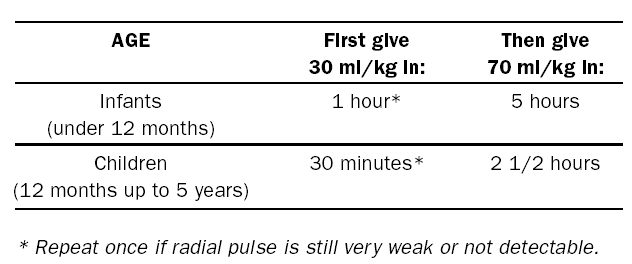 AGE First give Then give
30 ml/kg in: 70 ml/kg in:
Infants 1 hour* 5 hours
(under 12 months)
Children 30 minutes* 2 1/2 hours
(12 months up to 5 years)
* Repeat once if radial pulse is still very weak or not detectable.